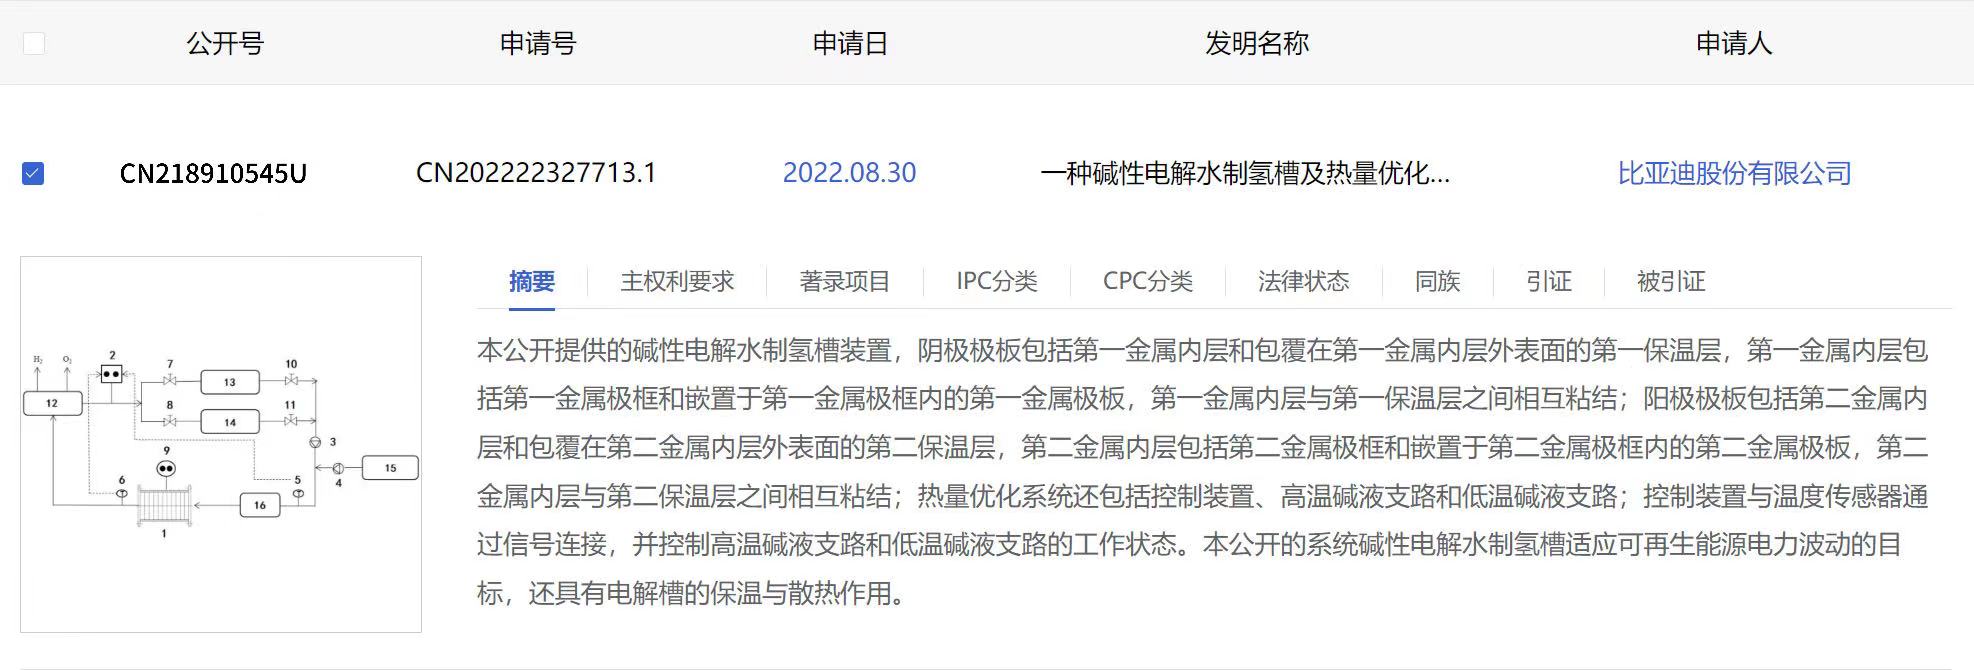 公开号 申请号 申请日 发明名称 申请人
CN218910545U CN202222327713.1 2022.08.30 一种碱性电解水制氢槽及热量优化... 比亚迪股份有限公司
摘要 主权利要求 著录项目 IPC分类 CPC分类 法律状态 同族 引证 被引证
本公开提供的碱性电解水制氢槽装置，阴极极板包括第一金属内层和包覆在第一金属内层外表面的第一保温层，第一金属内层包
括第一金属极框和嵌置于第一金属极框内的第一金属极板，第一金属内层与第一保温层之间相互粘结；阳极极板包括第二金属内
层和包覆在第二金属内层外表面的第二保温层，第二金属内层包括第二金属极框和嵌置于第二金属极框内的第二金属极板，第二
金属内层与第二保温层之间相互粘结；热量优化系统还包括控制装置、高温碱液支路和低温碱液支路；控制装置与温度传感器通
过信号连接，并控制高温碱液支路和低温碱液支路的工作状态。本公开的系统碱性电解水制氢槽适应可再生能源电力波动的目
标，还具有电解槽的保温与散热作用。
H₂ O₂ 2 7 10
13
12
8 11
14
3
9
15
6 5 4
16
1